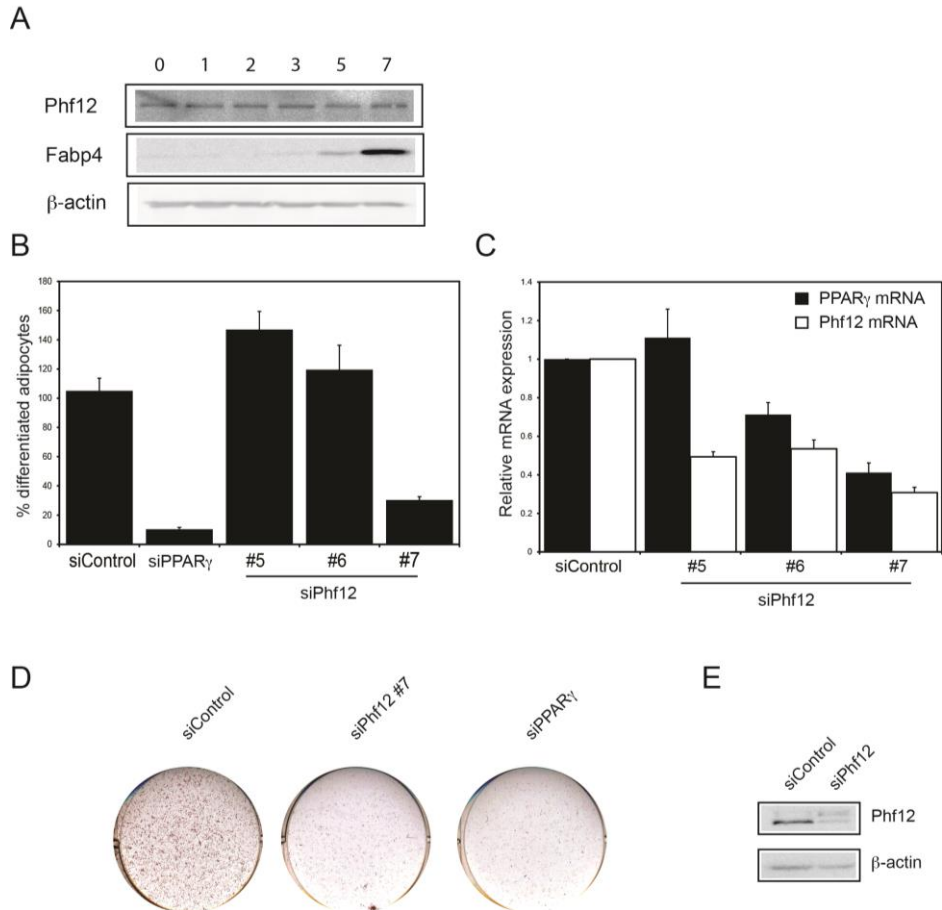 A
0 1 2 3 5 7
Phf12
Fabp4
β-actin
B
% differentiated adipocytes
180
160
140
120
100
80
60
40
20
0
siControl siPPARγ #5 #6 #7
siPhf12
C
Relative mRNA expression
1.4
1.2
1
0.8
0.6
0.4
0.2
0
PPARγ mRNA
Phf12 mRNA
siControl #5 #6 #7
siPhf12
D
siControl
siPhf12 #7
siPPARγ
E
siControl
siPhf12
Phf12
β-actin